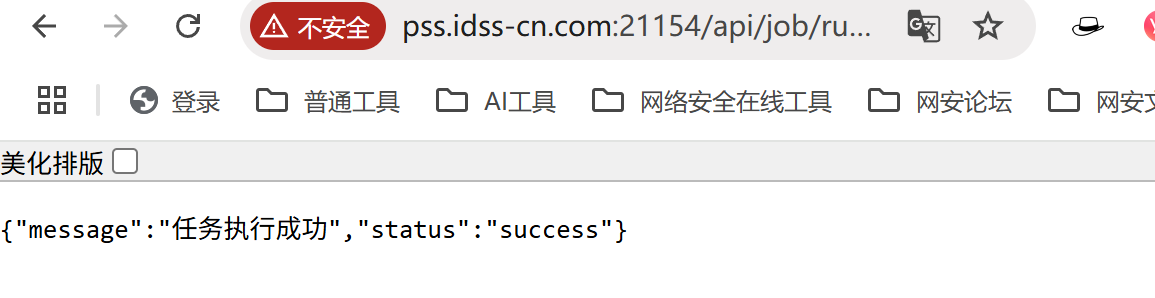 不安全 pss.idss-cn.com:21154/api/job/ru...
登录 普通工具 AI工具 网络安全在线工具 网安论坛 网安文
美化排版
{"message":"任务执行成功","status":"success"}